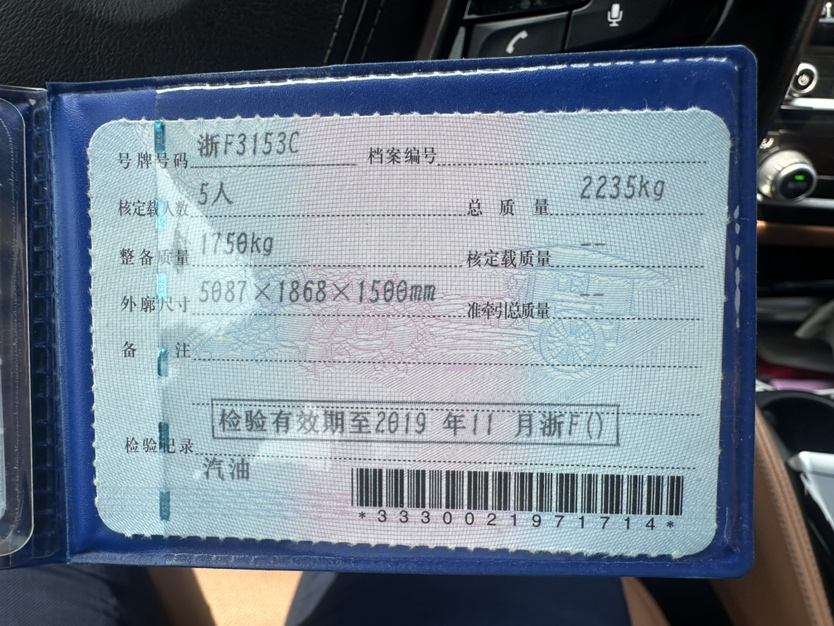 号牌号码 浙F3153C 档案编号
核定载人数 5人 总质量 2235kg
整备质量 1750kg 核定载质量 --
外廓尺寸 5087×1868×1500mm 准牵引总质量 --
备注
检验有效期至2019 年11 月浙F()
检验记录
汽油
*3330021971714*